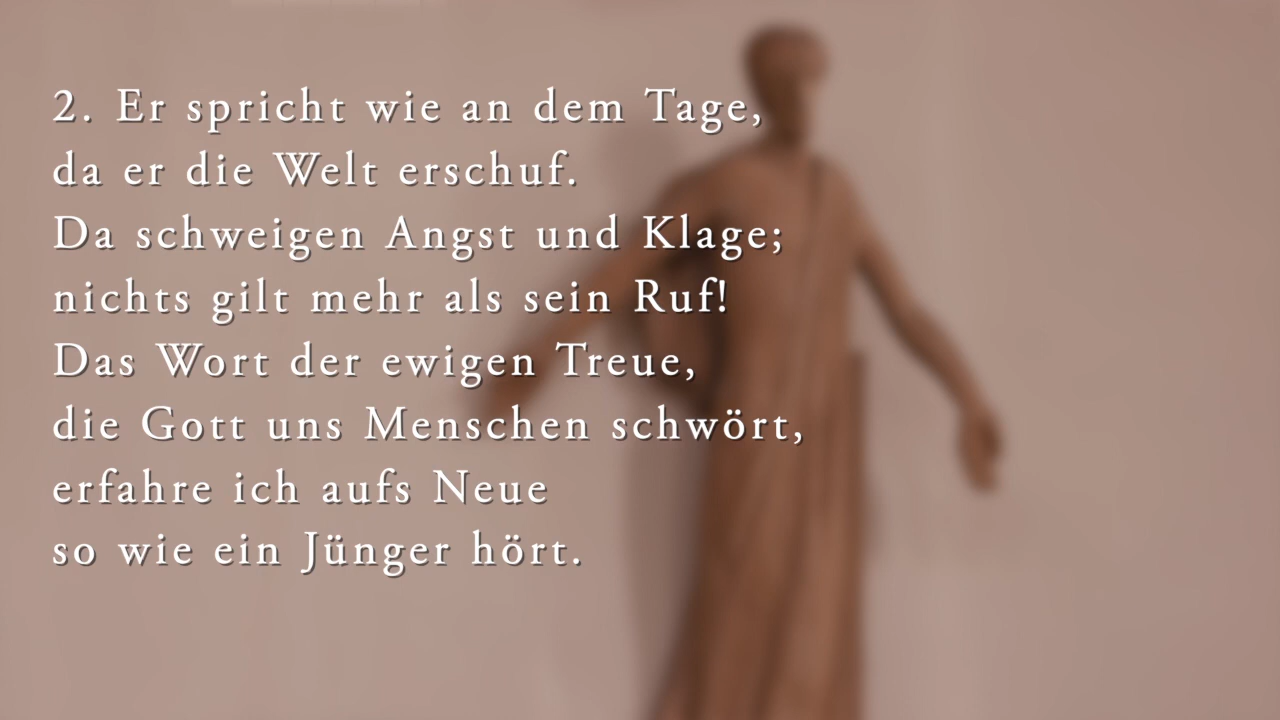 2. Er spricht wie an dem Tage,
da er die Welt erschuf.
Da schweigen Angst und Klage;
nichts gilt mehr als sein Ruf!
Das Wort der ewigen Treue,
die Gott uns Menschen schwört,
erfahre ich aufs Neue
so wie ein Jünger hört.